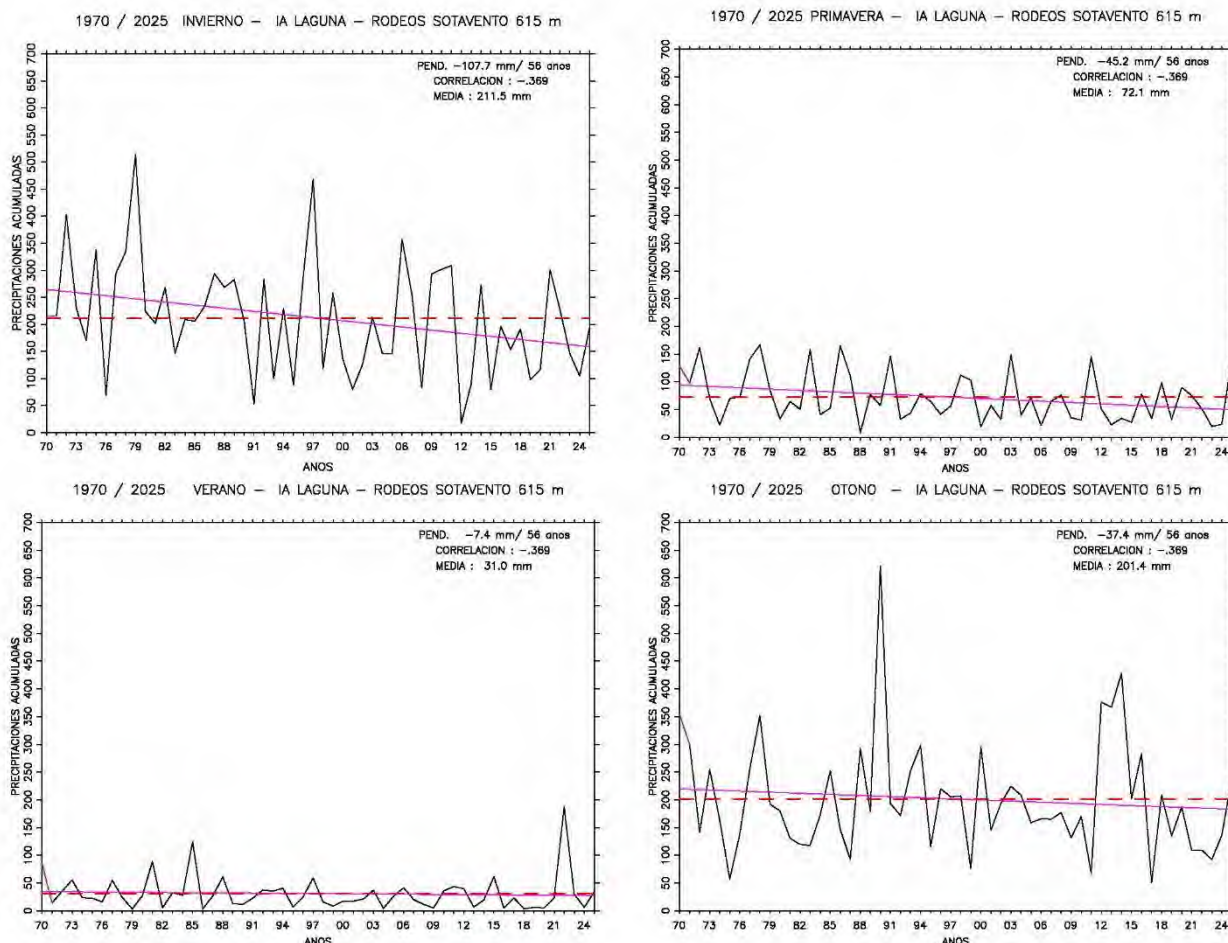 1970 / 2025 INVIERNO – IA LAGUNA – RODEOS SOTAVENTO 615 m
PEND. -107.7 mm/ 56 anos
CORRELACION : -.369
MEDIA : 211.5 mm
PRECIPITACIONES ACUMULADAS
700
650
600
550
500
450
400
350
300
250
200
150
100
50
0
70 73 76 79 82 85 88 91 94 97 00 03 06 09 12 15 18 21 24
ANOS
1970 / 2025 PRIMAVERA – IA LAGUNA – RODEOS SOTAVENTO 615 m
PEND. -45.2 mm/ 56 anos
CORRELACION : -.369
MEDIA : 72.1 mm
PRECIPITACIONES ACUMULADAS
700
650
600
550
500
450
400
350
300
250
200
150
100
50
0
70 73 76 79 82 85 88 91 94 97 00 03 06 09 12 15 18 21 24
ANOS
1970 / 2025 VERANO – IA LAGUNA – RODEOS SOTAVENTO 615 m
PEND. -7.4 mm/ 56 anos
CORRELACION : -.369
MEDIA : 31.0 mm
PRECIPITACIONES ACUMULADAS
700
650
600
550
500
450
400
350
300
250
200
150
100
50
0
70 73 76 79 82 85 88 91 94 97 00 03 06 09 12 15 18 21 24
ANOS
1970 / 2025 OTONO – IA LAGUNA – RODEOS SOTAVENTO 615 m
PEND. -37.4 mm/ 56 anos
CORRELACION : -.369
MEDIA : 201.4 mm
PRECIPITACIONES ACUMULADAS
700
650
600
550
500
450
400
350
300
250
200
150
100
50
0
70 73 76 79 82 85 88 91 94 97 00 03 06 09 12 15 18 21 24
ANOS